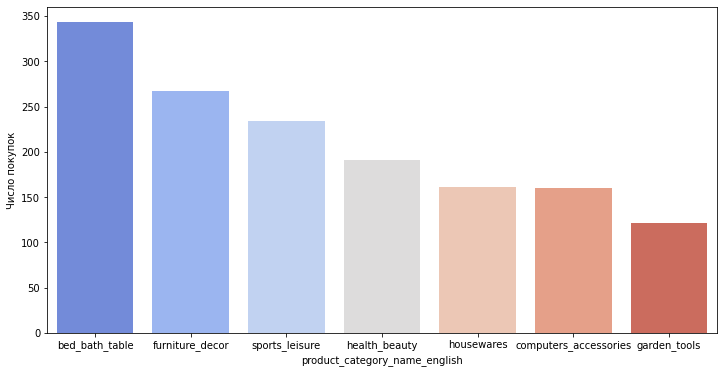 350
300
250
200
150
100
50
0
Число покупок
bed_bath_table furniture_decor sports_leisure health_beauty housewares computers_accessories garden_tools
product_category_name_english